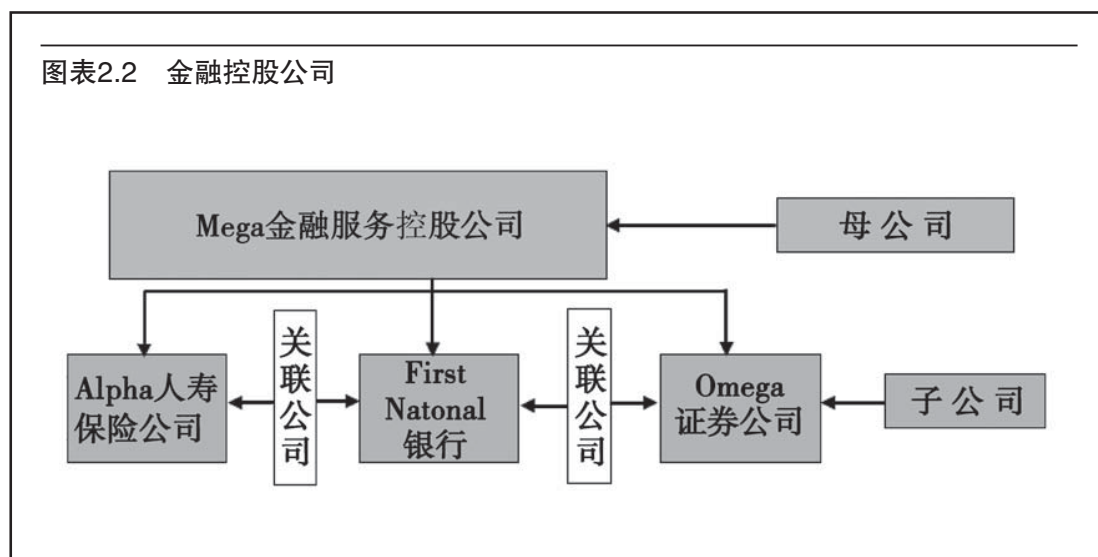 图表2.2 金融控股公司
Mega金融服务控股公司
母公司
关联公司
关联公司
Alpha人寿
保险公司
First
Natonal
银行
Omega
证券公司
子公司